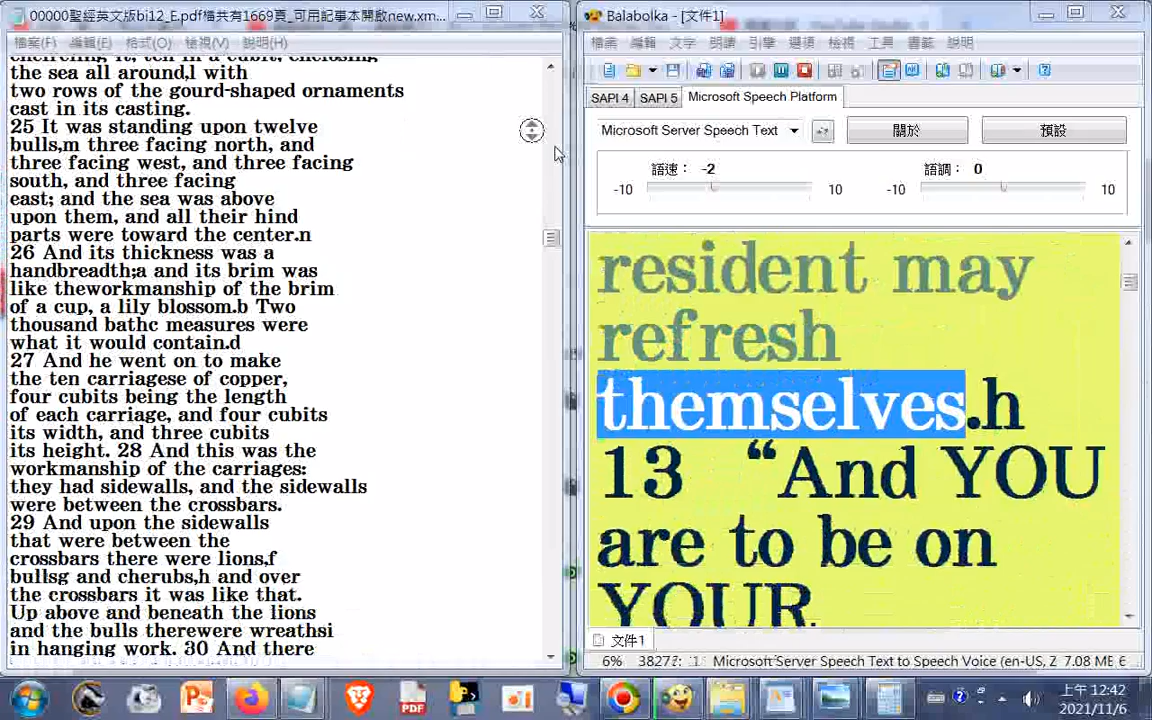 00000聖經英文版bi12_E.pdf檔共有1669頁_可用記事本開啟new.xm...
檔案(F) 編輯(E) 格式(O) 檢視(V) 說明(H)
the sea all around,l with
two rows of the gourd-shaped ornaments
cast in its casting.
25 It was standing upon twelve
bulls,m three facing north, and
three facing west, and three facing
south, and three facing
east; and the sea was above
upon them, and all their hind
parts were toward the center.n
26 And its thickness was a
handbreadth;a and its brim was
like theworkmanship of the brim
of a cup, a lily blossom.b Two
thousand bathc measures were
what it would contain.d
27 And he went on to make
the ten carriagese of copper,
four cubits being the length
of each carriage, and four cubits
its width, and three cubits
its height. 28 And this was the
workmanship of the carriages:
they had sidewalls, and the sidewalls
were between the crossbars.
29 And upon the sidewalls
that were between the
crossbars there were lions,f
bullsg and cherubs,h and over
the crossbars it was like that.
Up above and beneath the lions
and the bulls therewere wreathsi
in hanging work. 30 And there
Balabolka - [文件1]
檔案 編輯 文字 朗讀 引擎 選項 檢視 工具 書籤 說明
SAPI 4 SAPI 5 Microsoft Speech Platform
Microsoft Server Speech Text 關於 預設
語速： -2 語調： 0
-10 10 -10 10
resident may
refresh
themselves.h
13 “And YOU
are to be on
YOUR
文件1
6% Microsoft Server Speech Text to Speech Voice (en-US, Z 7.08 MB
上午 12:42
2021/11/6